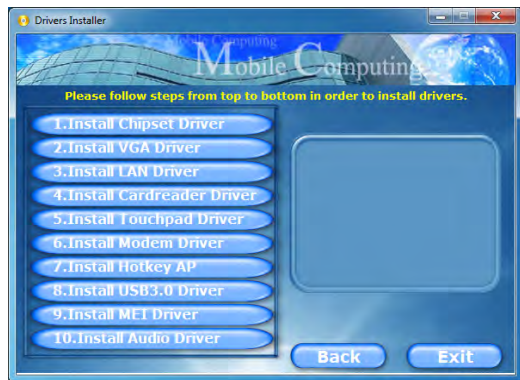 Drivers Installer
Mobile Computing
Mobile Computing
Please follow steps from top to bottom in order to install drivers.
1.Install Chipset Driver
2.Install VGA Driver
3.Install LAN Driver
4.Install Cardreader Driver
5.Install Touchpad Driver
6.Install Modem Driver
7.Install Hotkey AP
8.Install USB3.0 Driver
9.Install MEI Driver
10.Install Audio Driver
Back
Exit